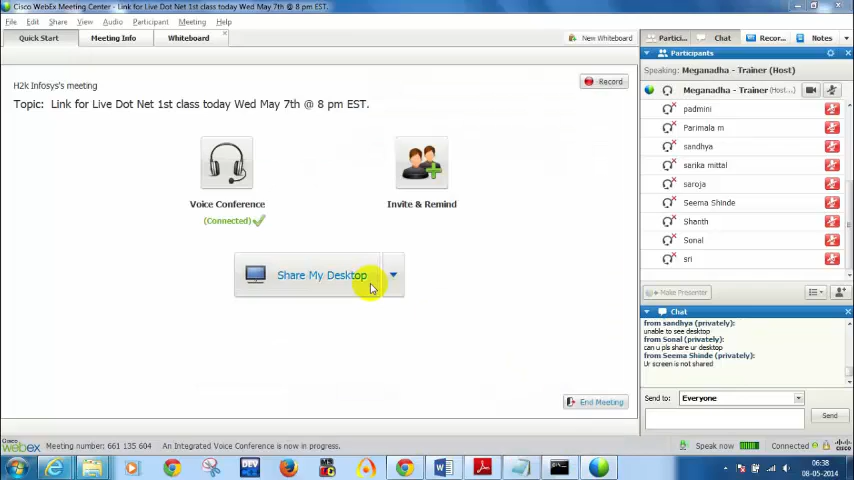 Cisco WebEx Meeting Center - Link for Live Dot Net 1st class today Wed May 7th @ 8 pm EST.
File Edit Share View Audio Participant Meeting Help
Quick Start Meeting Info Whiteboard New Whiteboard
Partici... Chat Recor... Notes
Participants
Speaking: Meganadha - Trainer (Host)
Meganadha - Trainer (Host...
padmini
Parimala m
sandhya
sarika mittal
saroja
Seema Shinde
Shanth
Sonal
sri
Make Presenter
H2k Infosys's meeting
Record
Topic: Link for Live Dot Net 1st class today Wed May 7th @ 8 pm EST.
Voice Conference
(Connected)
Invite & Remind
Share My Desktop
End Meeting
Chat
from sandhya (privately):
unable to see desktop
from Sonal (privately):
can u pls share ur desktop
from Seema Shinde (privately):
Ur screen is not shared
Send to: Everyone
Send
Cisco
webex Meeting number: 661 135 604 An Integrated Voice Conference is now in progress. Speak now Connected
DEV
06:38
08-05-2014